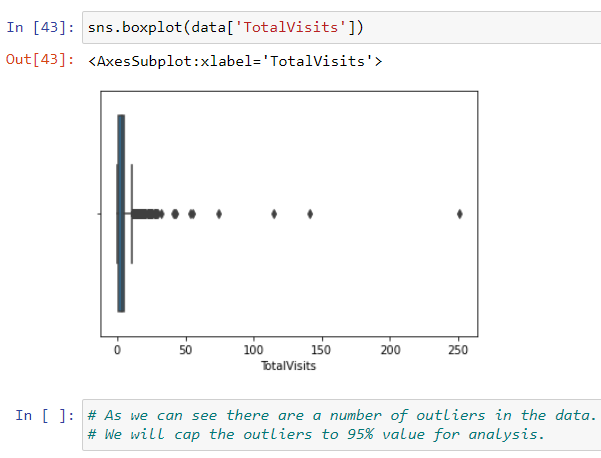 In [43]: sns.boxplot(data['TotalVisits'])
Out[43]: <AxesSubplot:xlabel='TotalVisits'>
0 50 100 150 200 250
TotalVisits
In [ ]: # As we can see there are a number of outliers in the data.
# We will cap the outliers to 95% value for analysis.